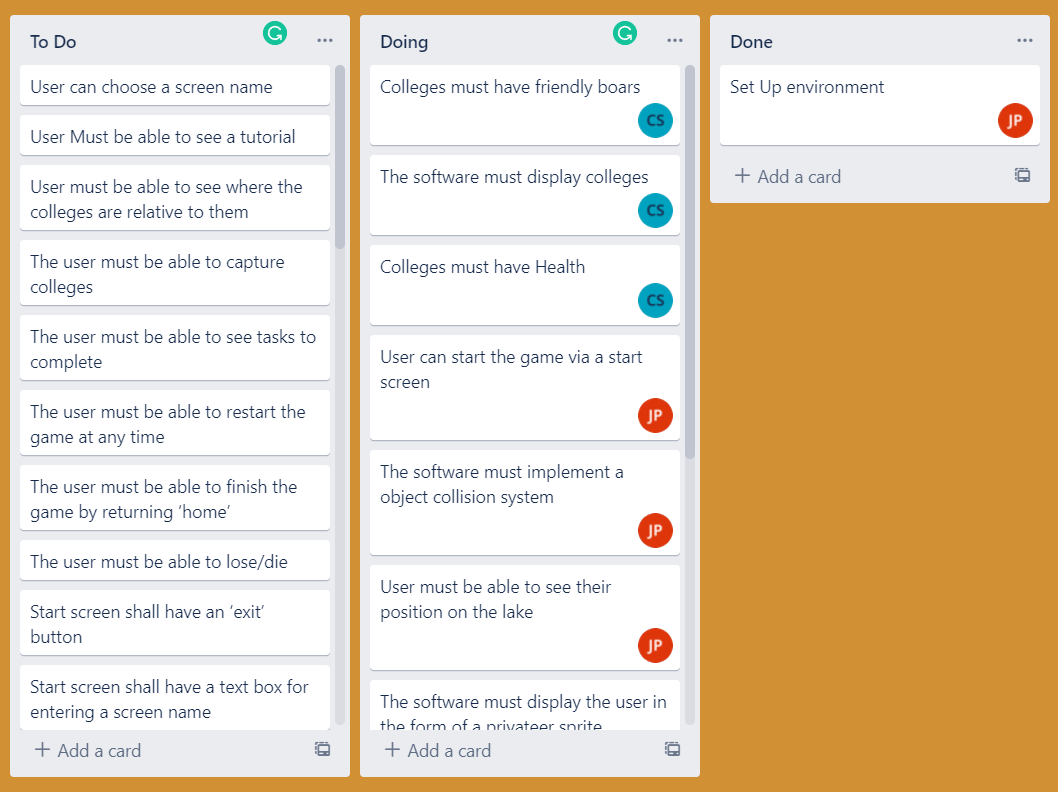 To Do
User can choose a screen name
User Must be able to see a tutorial
User must be able to see where the
colleges are relative to them
The user must be able to capture
colleges
The user must be able to see tasks to
complete
The user must be able to restart the
game at any time
The user must be able to finish the
game by returning ‘home’
The user must be able to lose/die
Start screen shall have an ‘exit’
button
Start screen shall have a text box for
entering a screen name
+ Add a card
Doing
Colleges must have friendly boars
CS
The software must display colleges
CS
Colleges must have Health
CS
User can start the game via a start
screen
JP
The software must implement a
object collision system
JP
User must be able to see their
position on the lake
JP
The software must display the user in
the form of a privateer sprite
+ Add a card
Done
Set Up environment
JP
+ Add a card